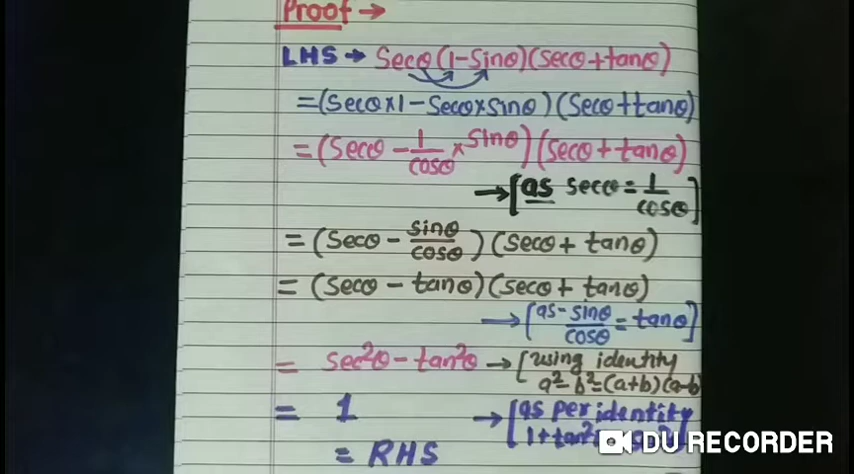 Proof →
LHS → Secθ(1-Sinθ)(secθ+tanθ)
=(Secθ×1-Secθ×sinθ)(Secθ+tanθ)
=(Secθ-1/cosθ×sinθ)(secθ+tanθ)
→[as secθ=1/cosθ]
=(Secθ-sinθ/cosθ)(secθ+tanθ)
=(secθ-tanθ)(secθ+tanθ)
→[as-sinθ/cosθ=tanθ]
= sec²θ-tan²θ →[using identity
a²-b²=(a+b)(a-b
= 1 →[as per identity
1+tan²
= RHS
DU RECORDER